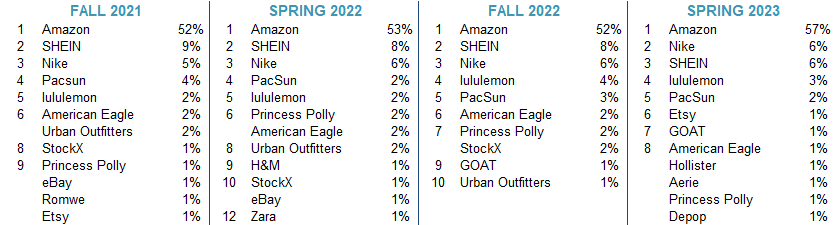 FALL 2021 SPRING 2022 FALL 2022 SPRING 2023
1 Amazon 52% 1 Amazon 53% 1 Amazon 52% 1 Amazon 57%
2 SHEIN 9% 2 SHEIN 8% 2 SHEIN 8% 2 Nike 6%
3 Nike 5% 3 Nike 6% 3 Nike 6% 3 SHEIN 6%
4 Pacsun 4% 4 PacSun 2% 4 lululemon 4% 4 lululemon 3%
5 lululemon 2% 5 lululemon 2% 5 PacSun 3% 5 PacSun 2%
6 American Eagle 2% 6 Princess Polly 2% 6 American Eagle 2% 6 Etsy 1%
Urban Outfitters 2% American Eagle 2% 7 Princess Polly 2% 7 GOAT 1%
8 StockX 1% 8 Urban Outfitters 2% StockX 2% 8 American Eagle 1%
9 Princess Polly 1% 9 H&M 1% 9 GOAT 1% Hollister 1%
eBay 1% 10 StockX 1% 10 Urban Outfitters 1% Aerie 1%
Romwe 1% eBay 1% Princess Polly 1%
Etsy 1% 12 Zara 1% Depop 1%